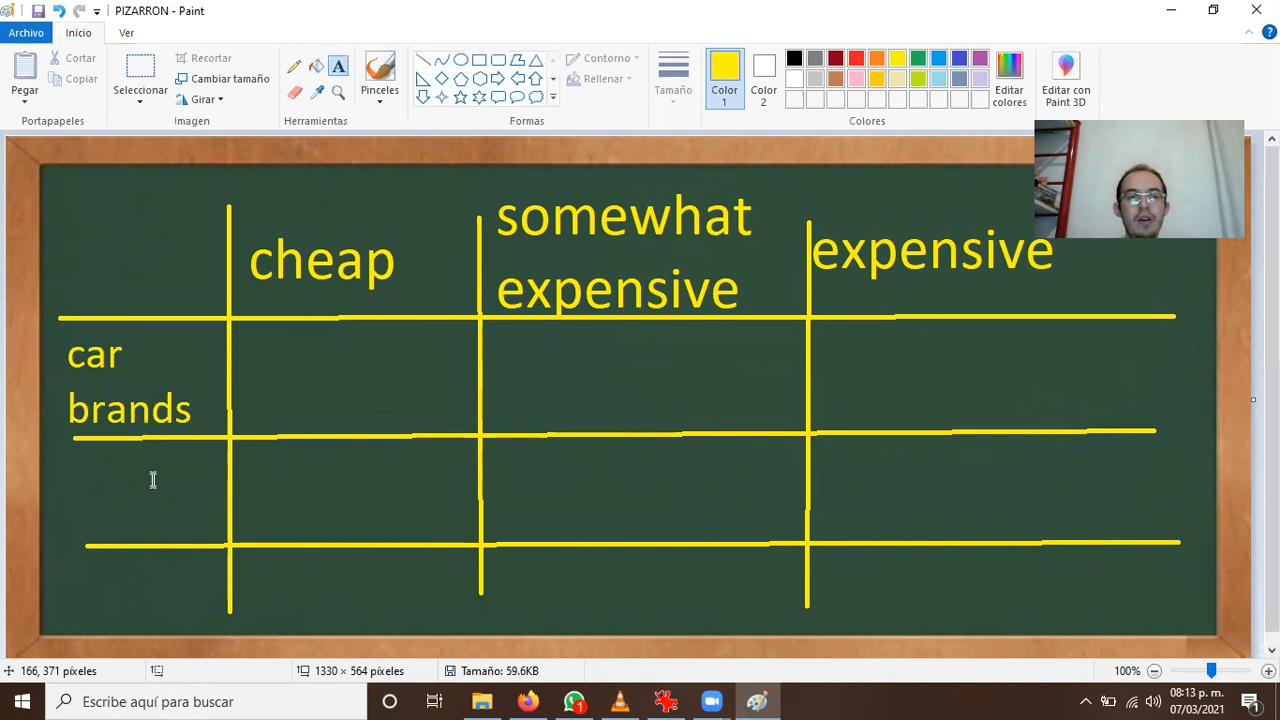 PIZARRON - Paint
Archivo
Inicio
Ver
Pegar
Cortar
Copiar
Portapapeles
Seleccionar
Recortar
Cambiar tamaño
Girar
Imagen
A
Herramientas
Pinceles
Contorno
Rellenar
Formas
Tamaño
Color
1
Color
2
Editar
colores
Editar con
Paint 3D
Colores
cheap
somewhat
expensive
expensive
car
brands
166, 371 píxeles
1330 × 564 píxeles
Tamaño: 59.6KB
100%
Escribe aquí para buscar
1
08:13 p. m.
07/03/2021
1